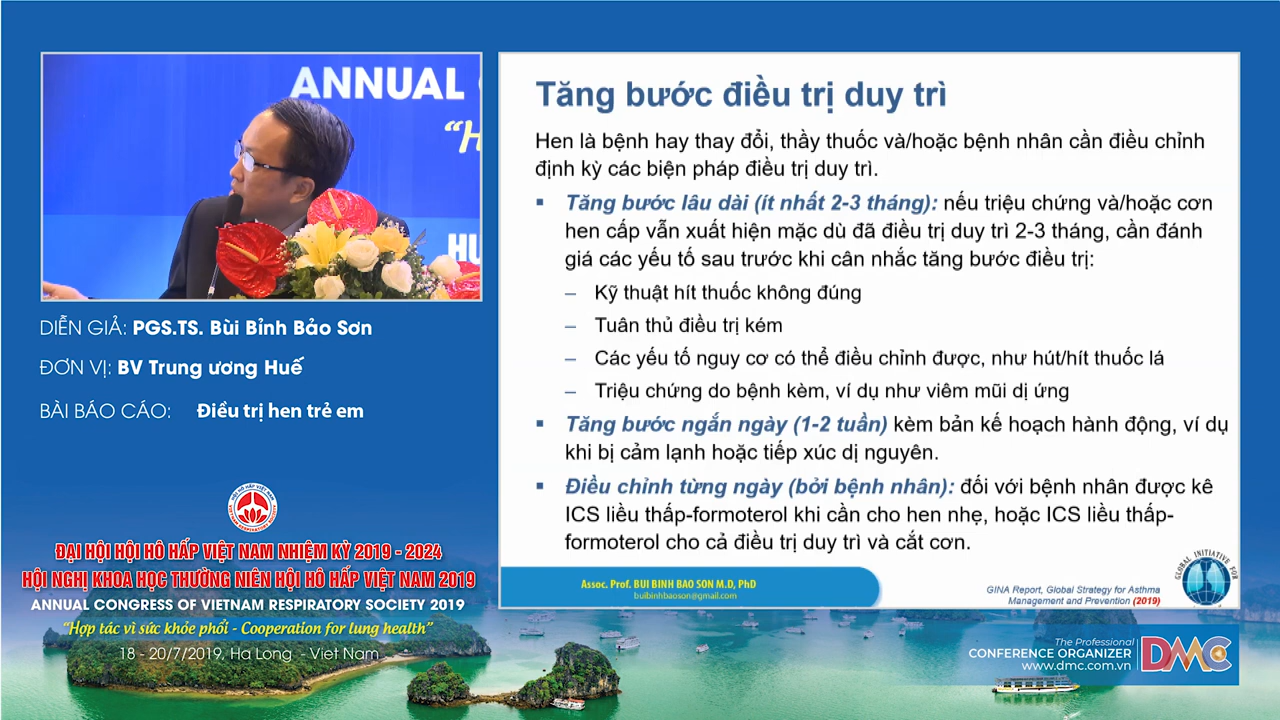 ANNUAL
"H
HU
DIỄN GIẢ: PGS.TS. Bùi Bỉnh Bảo Sơn
ĐƠN VỊ: BV Trung ương Huế
BÀI BÁO CÁO: Điều trị hen trẻ em
HỘI HÔ HẤP VIỆT NAM
VIETNAM RESPIRATORY SOCIETY
ĐẠI HỘI HỘI HÔ HẤP VIỆT NAM NHIỆM KỲ 2019 - 2024
HỘI NGHỊ KHOA HỌC THƯỜNG NIÊN HỘI HÔ HẤP VIỆT NAM 2019
ANNUAL CONGRESS OF VIETNAM RESPIRATORY SOCIETY 2019
"Hợp tác vì sức khỏe phổi - Cooperation for lung health"
18 - 20/7/2019, Ha Long - Viet Nam
Tăng bước điều trị duy trì
Hen là bệnh hay thay đổi, thầy thuốc và/hoặc bệnh nhân cần điều chỉnh
định kỳ các biện pháp điều trị duy trì.
▪ Tăng bước lâu dài (ít nhất 2-3 tháng): nếu triệu chứng và/hoặc cơn
hen cấp vẫn xuất hiện mặc dù đã điều trị duy trì 2-3 tháng, cần đánh
giá các yếu tố sau trước khi cân nhắc tăng bước điều trị:
– Kỹ thuật hít thuốc không đúng
– Tuân thủ điều trị kém
– Các yếu tố nguy cơ có thể điều chỉnh được, như hút/hít thuốc lá
– Triệu chứng do bệnh kèm, ví dụ như viêm mũi dị ứng
▪ Tăng bước ngắn ngày (1-2 tuần) kèm bản kế hoạch hành động, ví dụ
khi bị cảm lạnh hoặc tiếp xúc dị nguyên.
▪ Điều chỉnh từng ngày (bởi bệnh nhân): đối với bệnh nhân được kê
ICS liều thấp-formoterol khi cần cho hen nhẹ, hoặc ICS liều thấp-
formoterol cho cả điều trị duy trì và cắt cơn.
Assoc. Prof. BUI BINH BAO SON M.D, PhD
buibinhbaoson@gmail.com
GINA Report, Global Strategy for Asthma
Management and Prevention (2019)
GLOBAL INITIATIVE FOR
The Professional
CONFERENCE ORGANIZER
www.dmc.com.vn
DMC